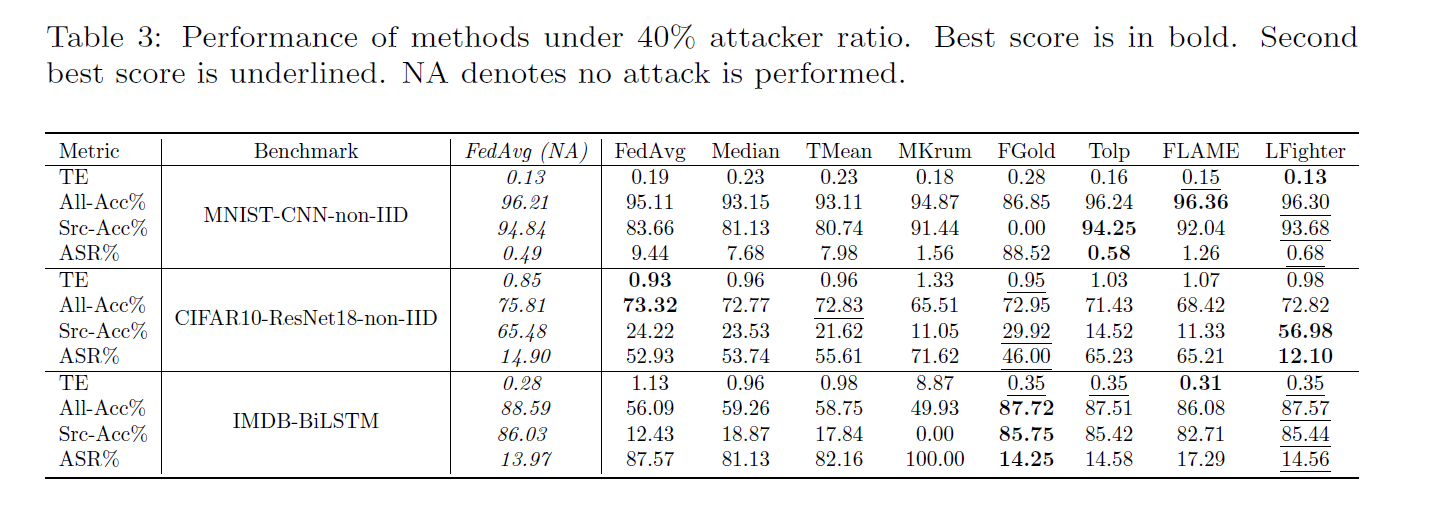 Table 3: Performance of methods under 40% attacker ratio. Best score is in bold. Second
best score is underlined. NA denotes no attack is performed.
Metric Benchmark FedAvg (NA) FedAvg Median TMean MKrum FGold Tolp FLAME LFighter
TE 0.13 0.19 0.23 0.23 0.18 0.28 0.16 0.15 0.13
All-Acc% 96.21 95.11 93.15 93.11 94.87 86.85 96.24 96.36 96.30
MNIST-CNN-non-IID
Src-Acc% 94.84 83.66 81.13 80.74 91.44 0.00 94.25 92.04 93.68
ASR% 0.49 9.44 7.68 7.98 1.56 88.52 0.58 1.26 0.68
TE 0.85 0.93 0.96 0.96 1.33 0.95 1.03 1.07 0.98
All-Acc% 75.81 73.32 72.77 72.83 65.51 72.95 71.43 68.42 72.82
CIFAR10-ResNet18-non-IID
Src-Acc% 65.48 24.22 23.53 21.62 11.05 29.92 14.52 11.33 56.98
ASR% 14.90 52.93 53.74 55.61 71.62 46.00 65.23 65.21 12.10
TE 0.28 1.13 0.96 0.98 8.87 0.35 0.35 0.31 0.35
All-Acc% 88.59 56.09 59.26 58.75 49.93 87.72 87.51 86.08 87.57
IMDB-BiLSTM
Src-Acc% 86.03 12.43 18.87 17.84 0.00 85.75 85.42 82.71 85.44
ASR% 13.97 87.57 81.13 82.16 100.00 14.25 14.58 17.29 14.56